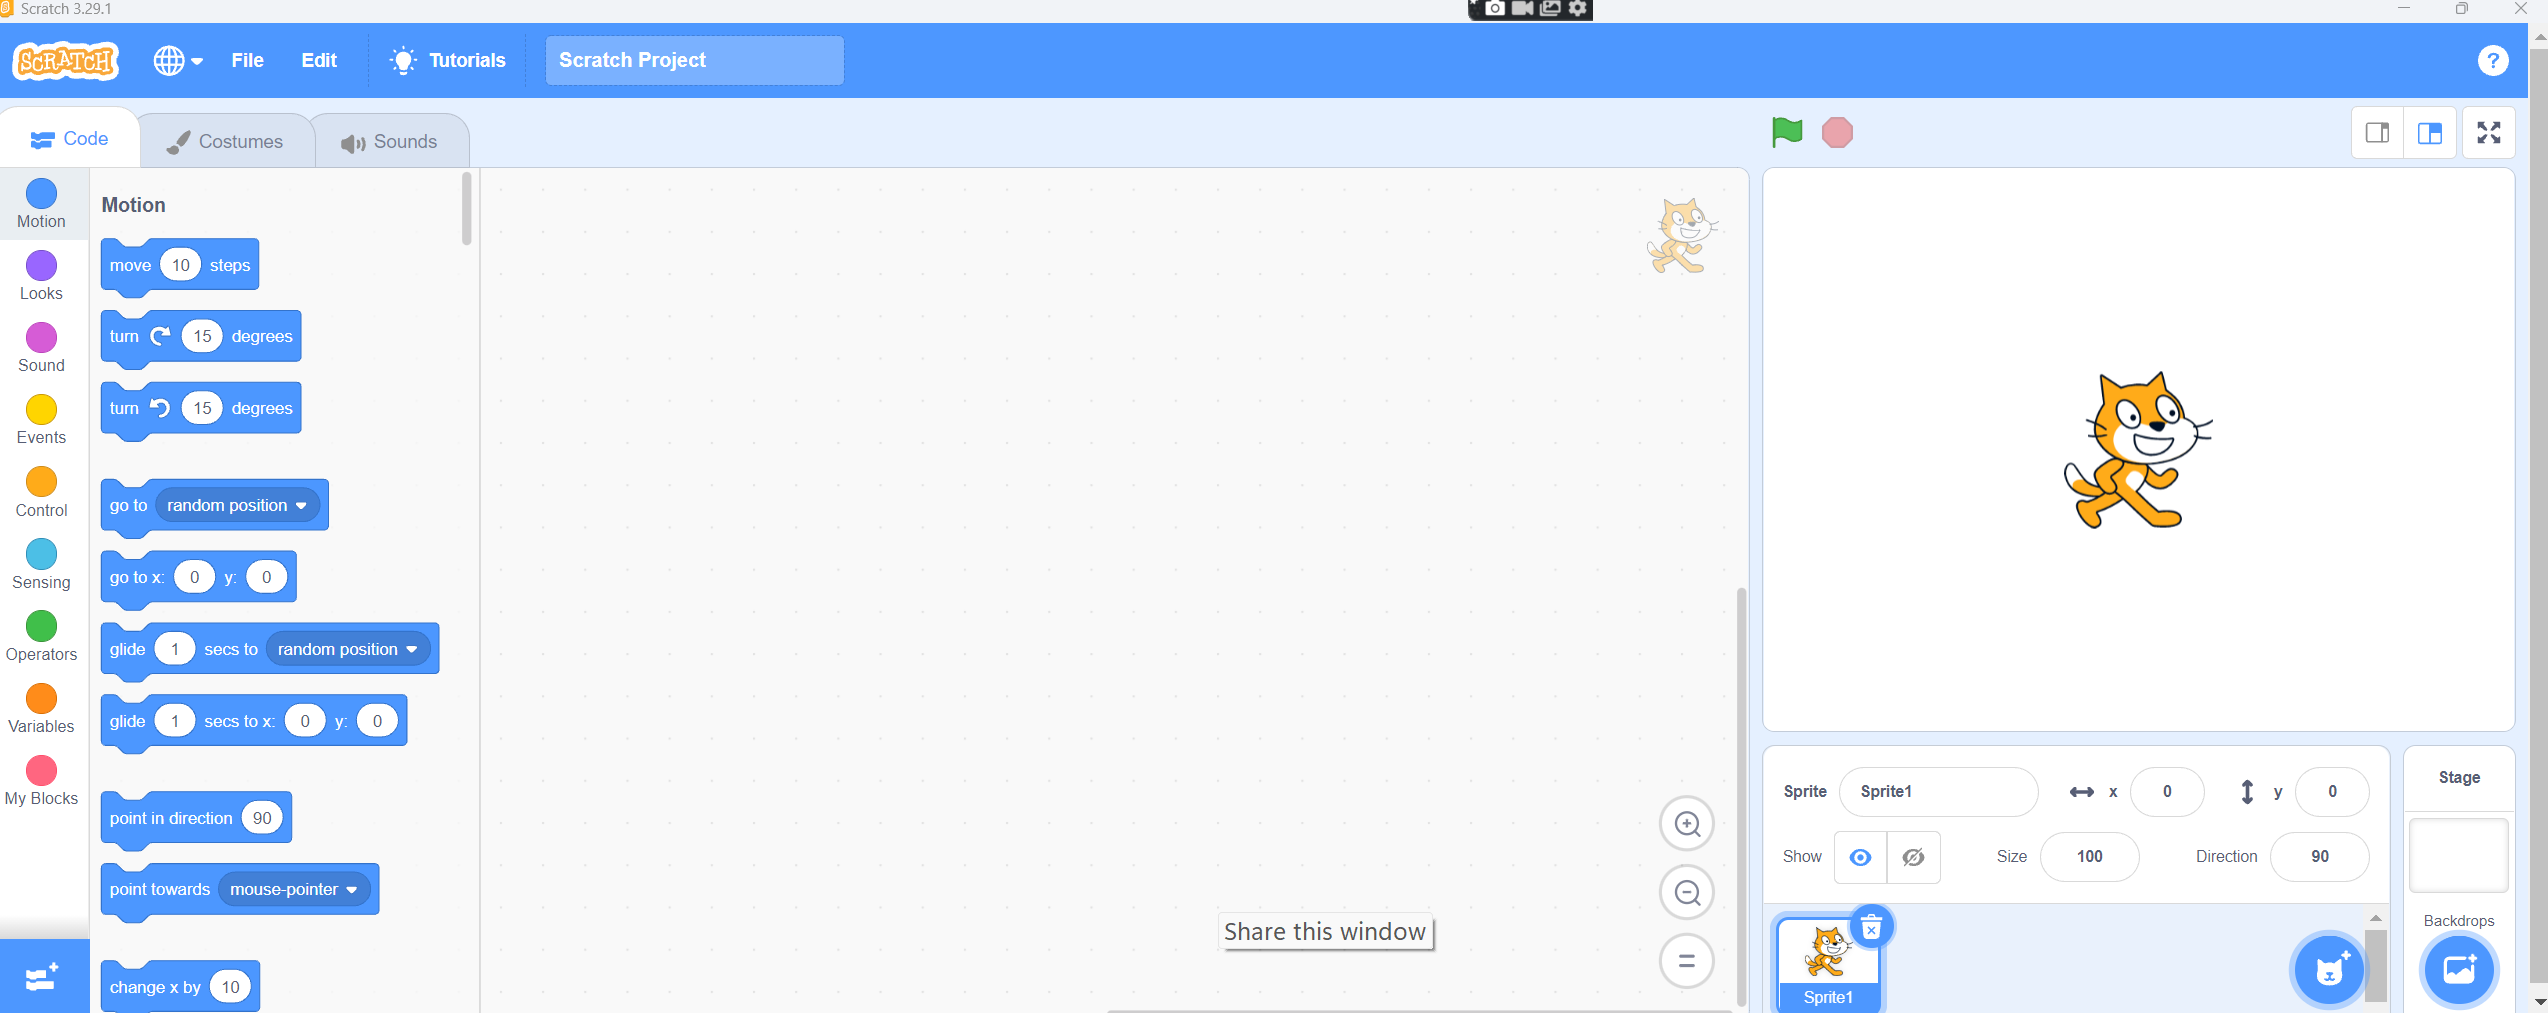 Scratch 3.29.1
SCRATCH
File
Edit
Tutorials
Scratch Project
?
Code
Costumes
Sounds
Motion
Looks
Sound
Events
Control
Sensing
Operators
Variables
My Blocks
Motion
move 10 steps
turn 15 degrees
turn 15 degrees
go to random position
go to x: 0 y: 0
glide 1 secs to random position
glide 1 secs to x: 0 y: 0
point in direction 90
point towards mouse-pointer
change x by 10
Share this window
Sprite Sprite1 x 0 y 0
Show Size 100 Direction 90
Sprite1
Stage
Backdrops